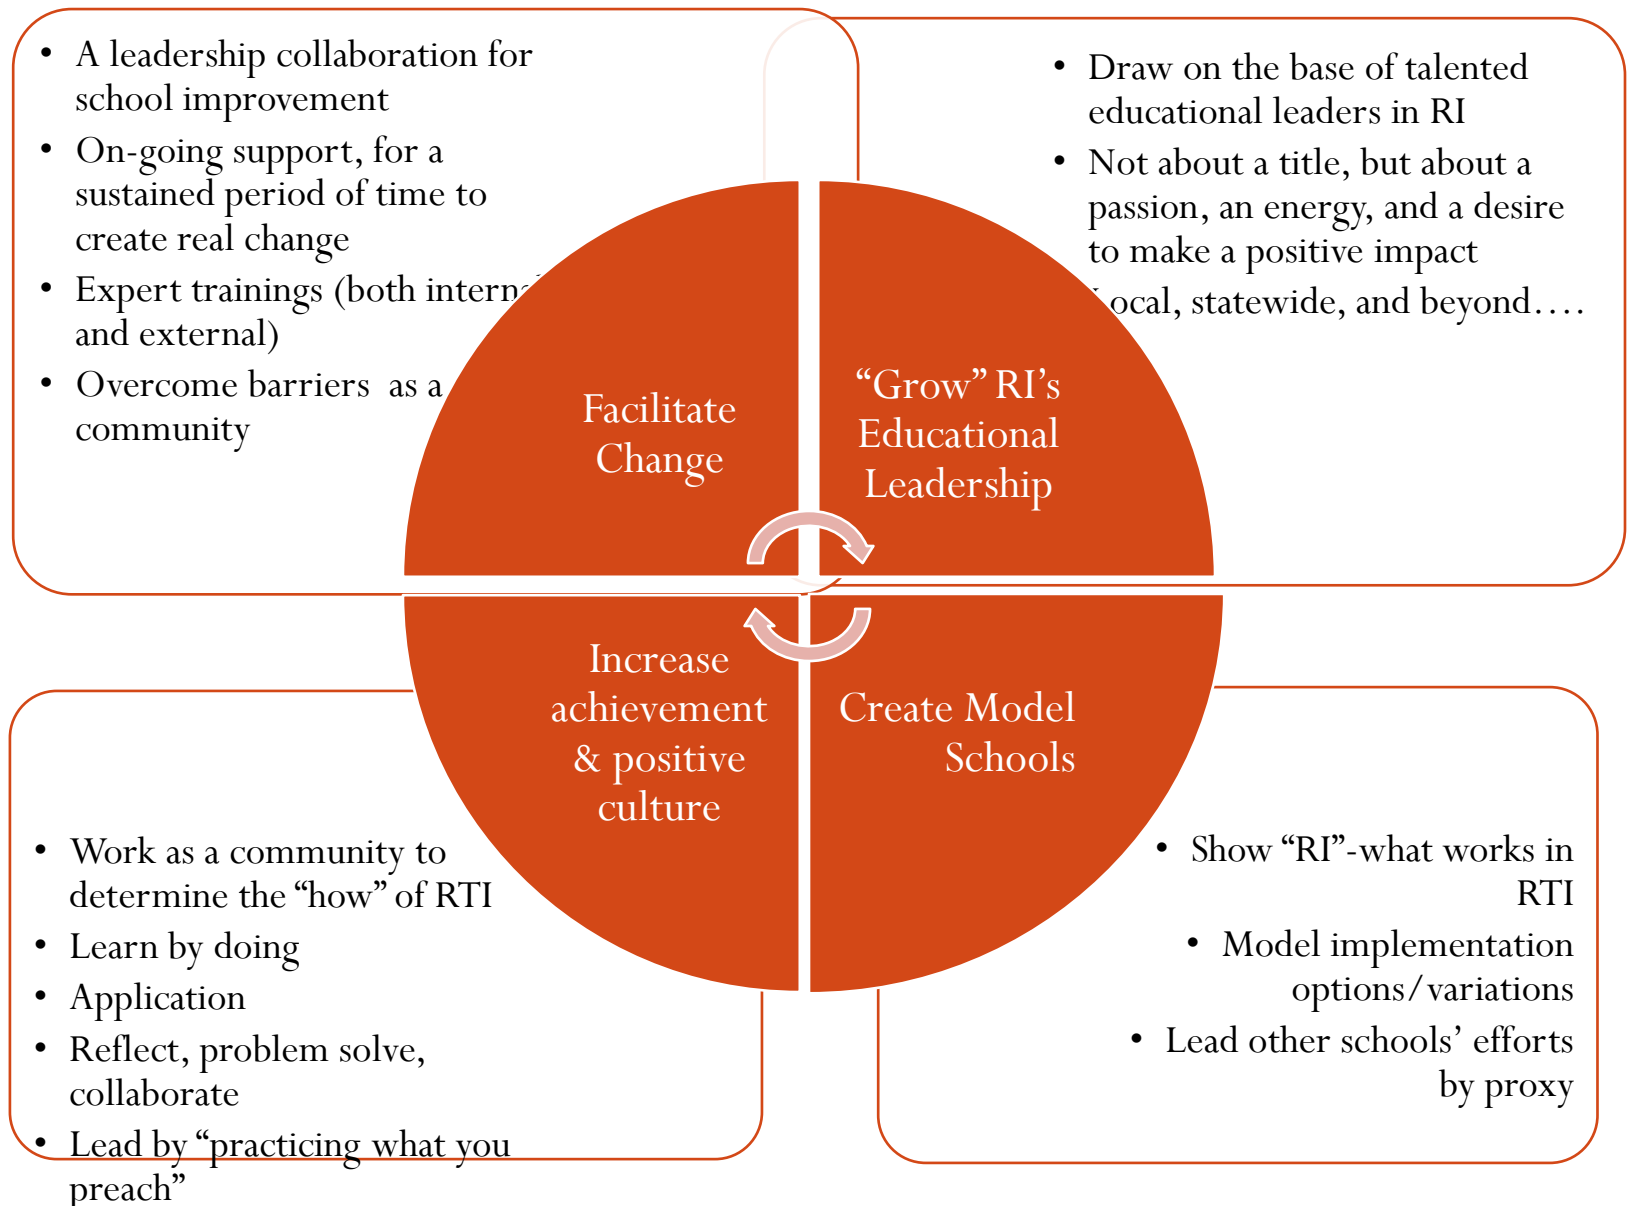 • A leadership collaboration for
school improvement
• On-going support, for a
sustained period of time to
create real change
• Expert trainings (both intern
and external)
• Overcome barriers as a
community
• Draw on the base of talented
educational leaders in RI
• Not about a title, but about a
passion, an energy, and a desire
to make a positive impact
ocal, statewide, and beyond….
Facilitate
Change
“Grow” RI’s
Educational
Leadership
Increase
achievement
& positive
culture
Create Model
Schools
• Work as a community to
determine the “how” of RTI
• Learn by doing
• Application
• Reflect, problem solve,
collaborate
• Lead by “practicing what you
preach”
• Show “RI”-what works in
RTI
• Model implementation
options/variations
• Lead other schools’ efforts
by proxy